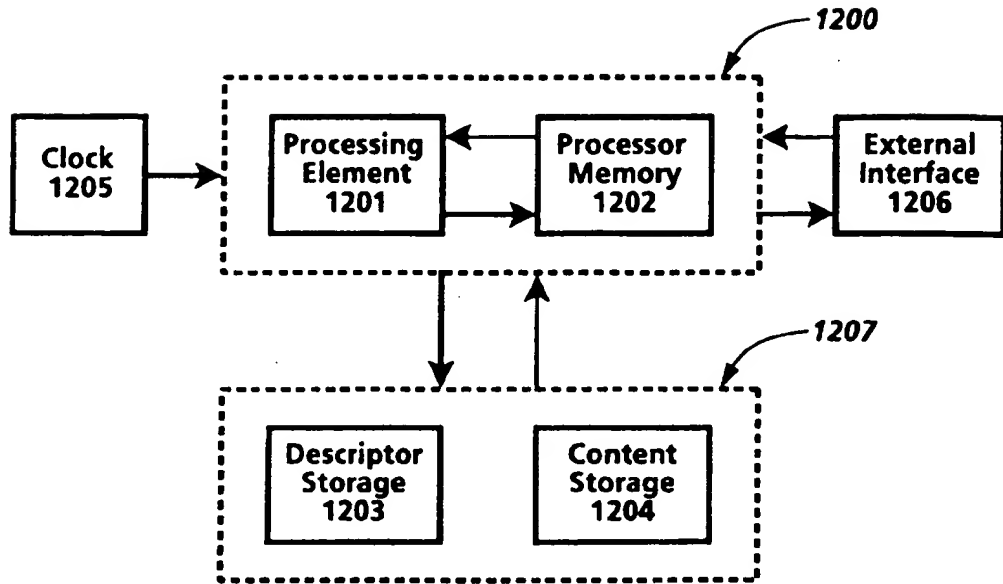 1200
Clock
1205
Processing
Element
1201
Processor
Memory
1202
External
Interface
1206
1207
Descriptor
Storage
1203
Content
Storage
1204